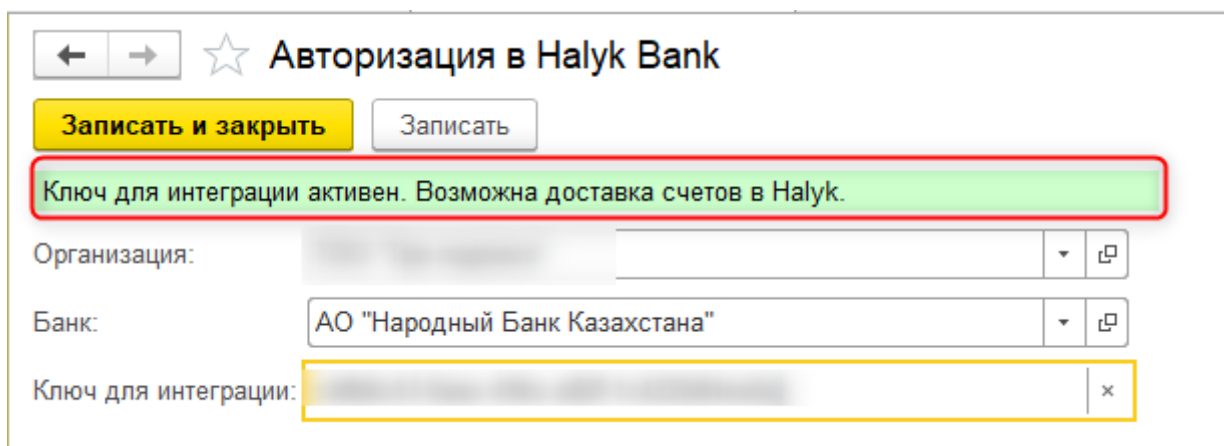 Авторизация в Halyk Bank
Записать и закрыть Записать
Ключ для интеграции активен. Возможна доставка счетов в Halyk.
Организация:
Банк: АО "Народный Банк Казахстана"
Ключ для интеграции: